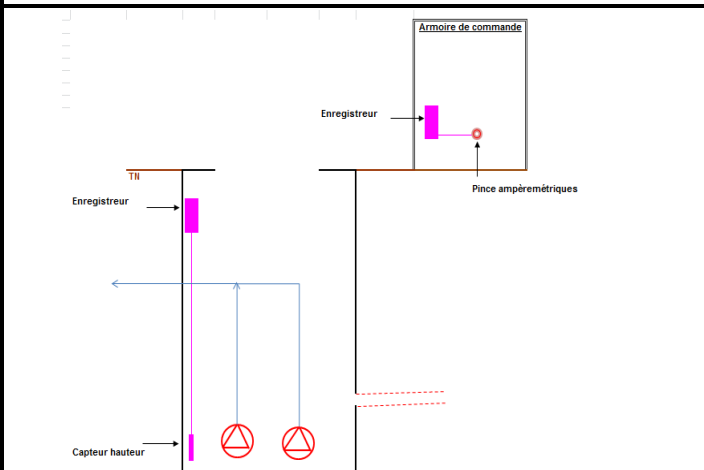 Armoire de commande
Enregistreur
TN
Pince ampèremétriques
Enregistreur
Capteur hauteur